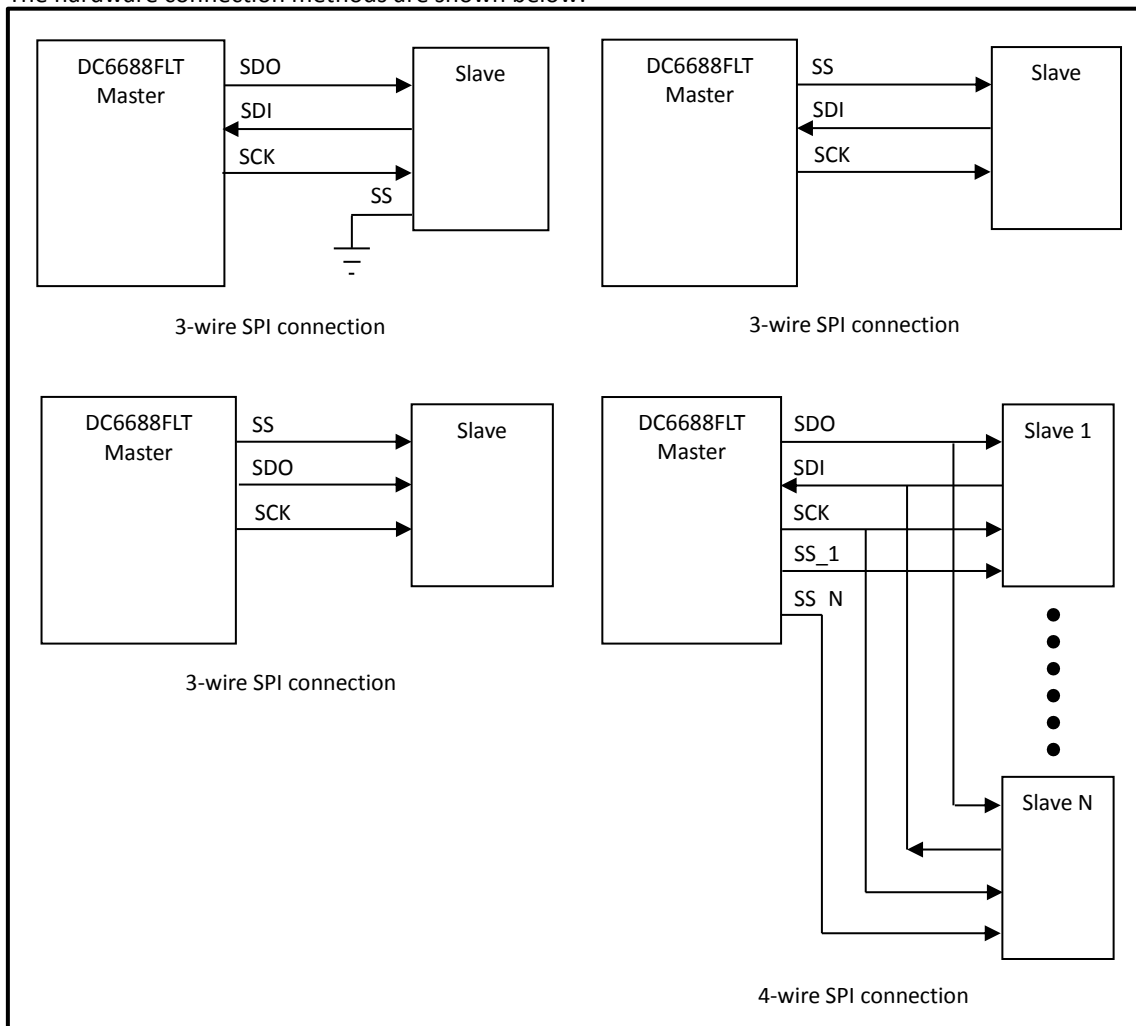 The hardware connection methods are shown below:
DC6688FLT
Master
SDO
SDI
SCK
SS
Slave
3-wire SPI connection
DC6688FLT
Master
SS
SDI
SCK
Slave
3-wire SPI connection
DC6688FLT
Master
SS
SDO
SCK
Slave
3-wire SPI connection
DC6688FLT
Master
SDO
SDI
SCK
SS_1
SS N
Slave 1
Slave N
4-wire SPI connection